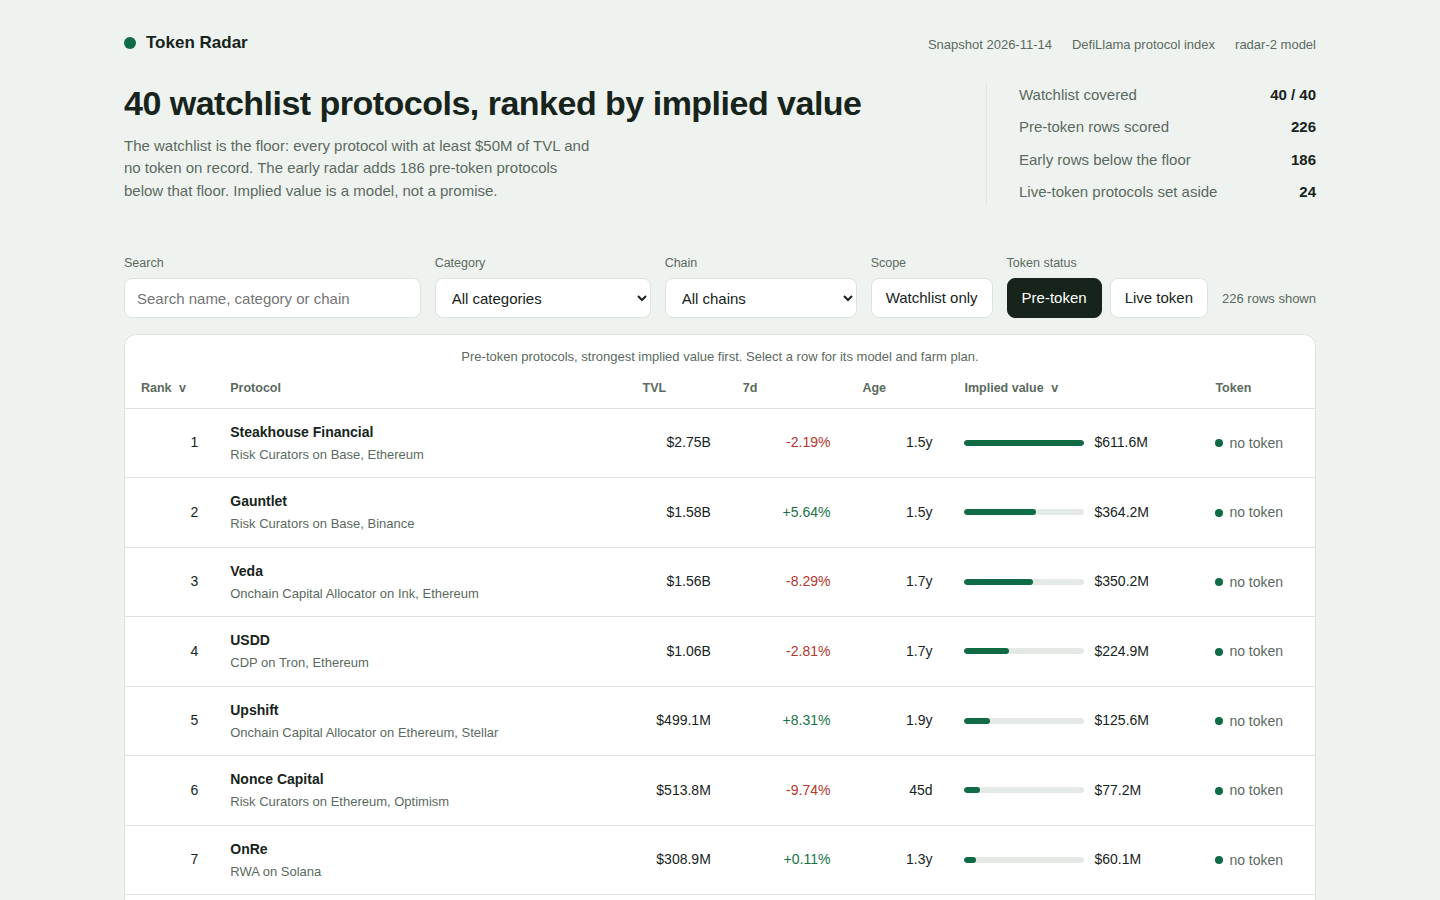 Token Radar
Snapshot 2026-11-14 DefiLlama protocol index radar-2 model
40 watchlist protocols, ranked by implied value
The watchlist is the floor: every protocol with at least $50M of TVL and
no token on record. The early radar adds 186 pre-token protocols
below that floor. Implied value is a model, not a promise.
Watchlist covered 40 / 40
Pre-token rows scored 226
Early rows below the floor 186
Live-token protocols set aside 24
Search Category Chain Scope Token status
Search name, category or chain All categories All chains Watchlist only Pre-token Live token 226 rows shown
Pre-token protocols, strongest implied value first. Select a row for its model and farm plan.
Rank v Protocol TVL 7d Age Implied value v Token
1 Steakhouse Financial $2.75B -2.19% 1.5y $611.6M no token
Risk Curators on Base, Ethereum
2 Gauntlet $1.58B +5.64% 1.5y $364.2M no token
Risk Curators on Base, Binance
3 Veda $1.56B -8.29% 1.7y $350.2M no token
Onchain Capital Allocator on Ink, Ethereum
4 USDD $1.06B -2.81% 1.7y $224.9M no token
CDP on Tron, Ethereum
5 Upshift $499.1M +8.31% 1.9y $125.6M no token
Onchain Capital Allocator on Ethereum, Stellar
6 Nonce Capital $513.8M -9.74% 45d $77.2M no token
Risk Curators on Ethereum, Optimism
7 OnRe $308.9M +0.11% 1.3y $60.1M no token
RWA on Solana